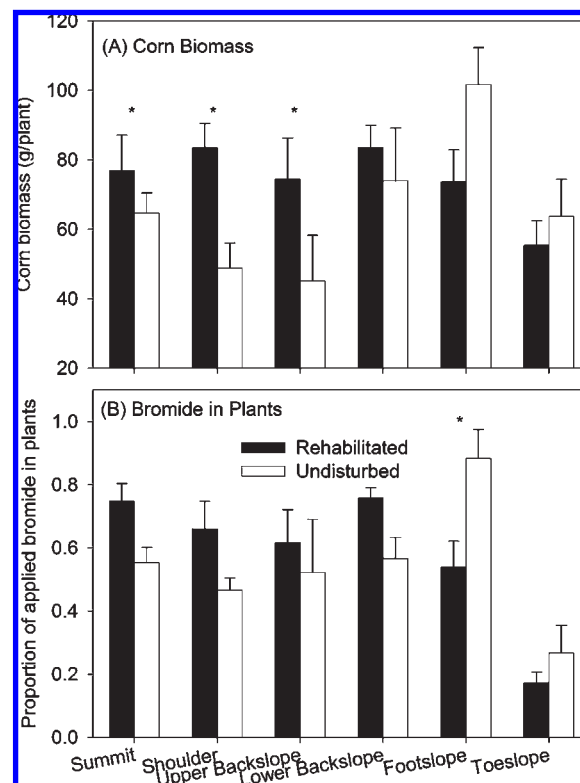 (A) Corn Biomass
Corn biomass (g/plant)
120
100
80
60
40
20
* * *
(B) Bromide in Plants
Proportion of applied bromide in plants
1.0
0.8
0.6
0.4
0.2
0.0
*
Rehabilitated
Undisturbed
Summit
Shoulder
Upper Backslope
Lower Backslope
Footslope
Toeslope